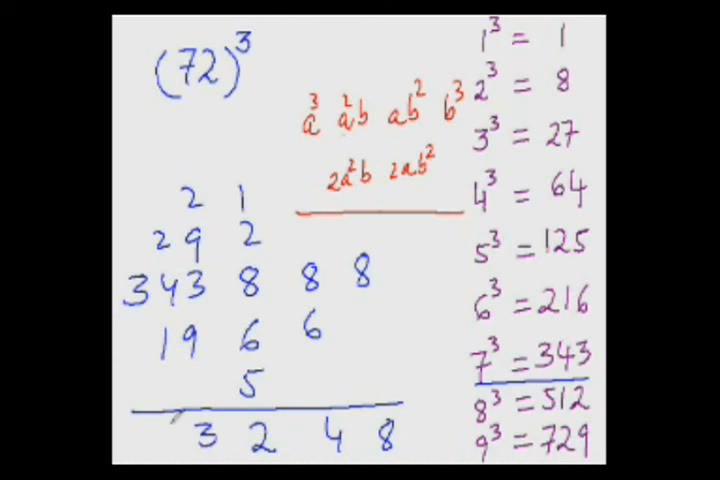 (72)³
a³ a²b ab² b³
2a²b 2ab²
2 1
2 9 2
343 8 8 8
19 6 6
5
3 2 4 8
1³ = 1
2³ = 8
3³ = 27
4³ = 64
5³ = 125
6³ = 216
7³ = 343
8³ = 512
9³ = 729